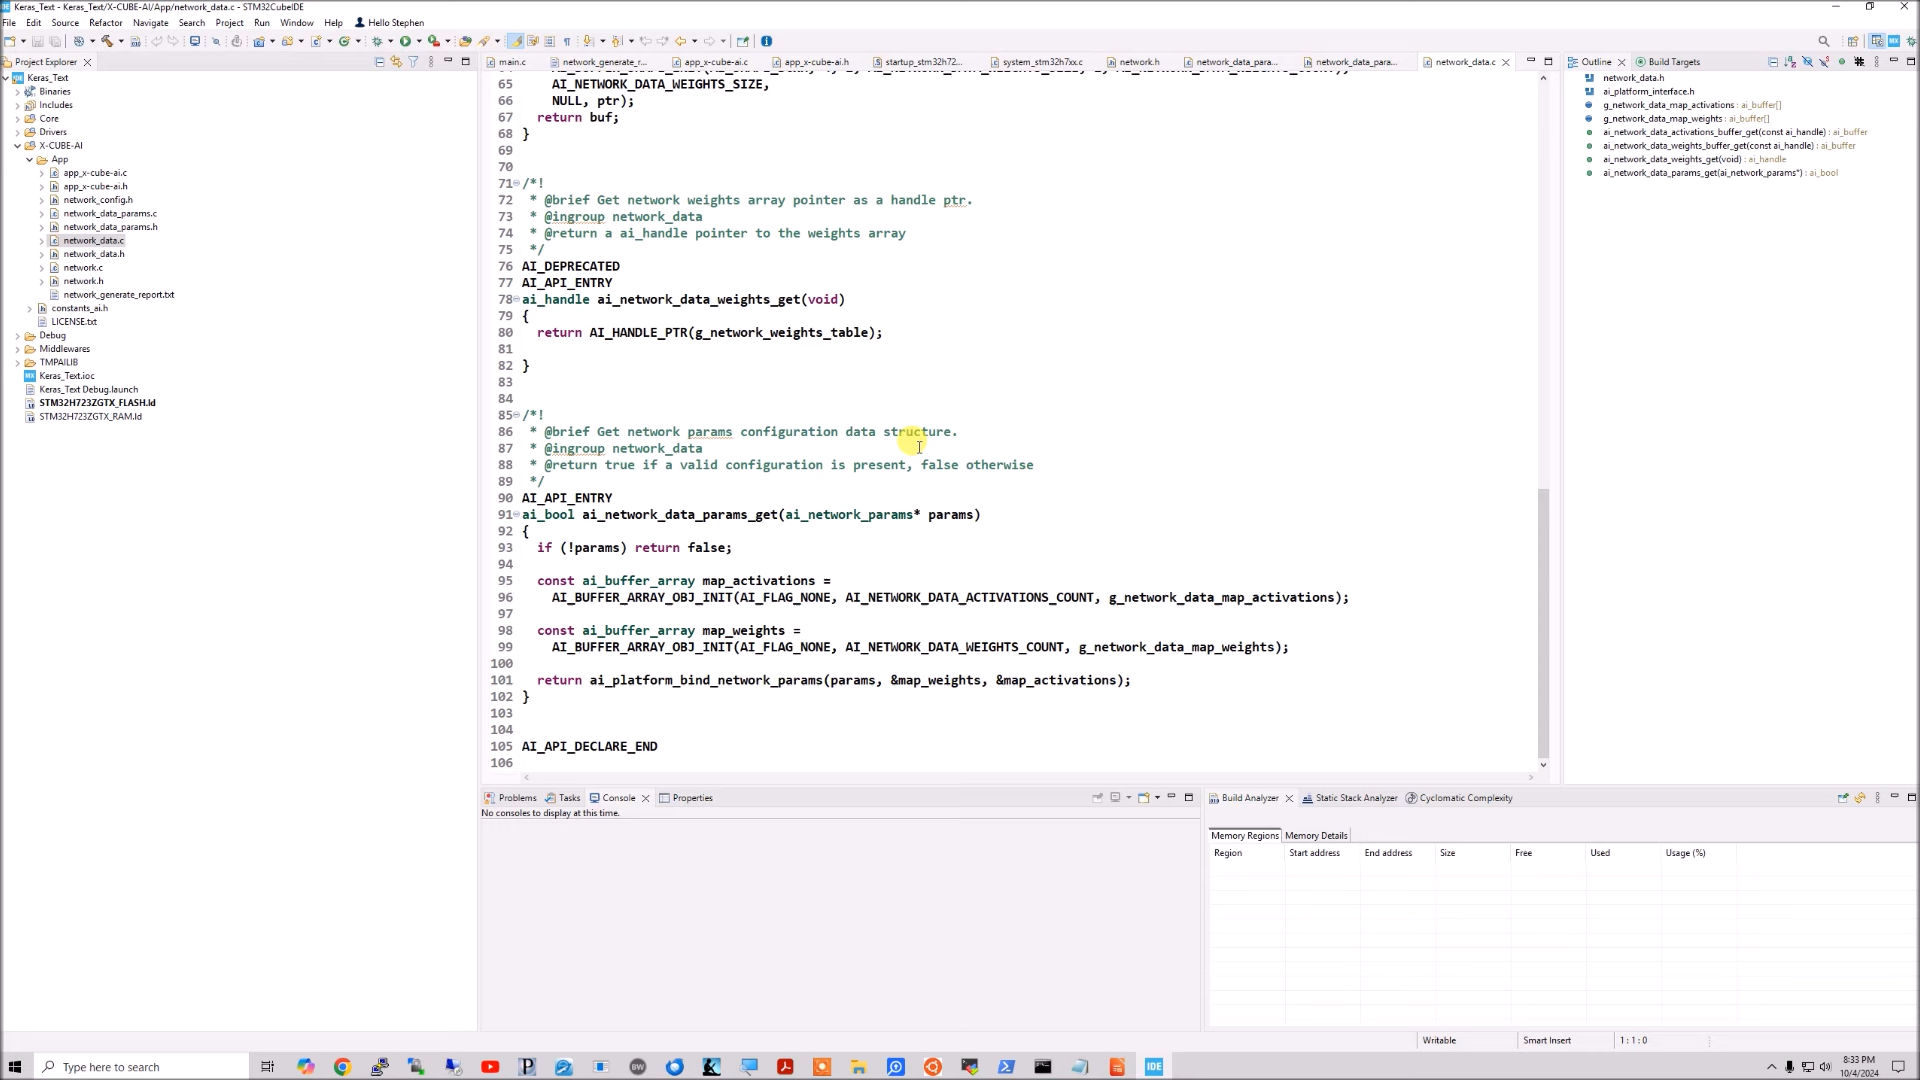 Keras_Text - Keras_Text/X-CUBE-AI/App/network_data.c - STM32CubeIDE
File Edit Source Refactor Navigate Search Project Run Window Help Hello Stephen
Project Explorer
Keras_Text
Binaries
Includes
Core
Drivers
X-CUBE-AI
App
app_x-cube-ai.c
app_x-cube-ai.h
network_config.h
network_data_params.c
network_data_params.h
network_data.c
network_data.h
network.c
network.h
network_generate_report.txt
constants_ai.h
LICENSE.txt
Debug
Middlewares
TMPAILIB
Keras_Text.ioc
Keras_Text Debug.launch
STM32H723ZGTX_FLASH.ld
STM32H723ZGTX_RAM.ld
main.c network_generate_r... app_x-cube-ai.c app_x-cube-ai.h startup_stm32h72... system_stm32h7xx.c network.h network_data_para... network_data_para... network_data.c
65 AI_NETWORK_DATA_WEIGHTS_SIZE,
66 NULL, ptr);
67 return buf;
68 }
69
70
71 /*!
72 * @brief Get network weights array pointer as a handle ptr.
73 * @ingroup network_data
74 * @return a ai_handle pointer to the weights array
75 */
76 AI_DEPRECATED
77 AI_API_ENTRY
78 ai_handle ai_network_data_weights_get(void)
79 {
80 return AI_HANDLE_PTR(g_network_weights_table);
81
82 }
83
84
85 /*!
86 * @brief Get network params configuration data structure.
87 * @ingroup network_data
88 * @return true if a valid configuration is present, false otherwise
89 */
90 AI_API_ENTRY
91 ai_bool ai_network_data_params_get(ai_network_params* params)
92 {
93 if (!params) return false;
94
95 const ai_buffer_array map_activations =
96 AI_BUFFER_ARRAY_OBJ_INIT(AI_FLAG_NONE, AI_NETWORK_DATA_ACTIVATIONS_COUNT, g_network_data_map_activations);
97
98 const ai_buffer_array map_weights =
99 AI_BUFFER_ARRAY_OBJ_INIT(AI_FLAG_NONE, AI_NETWORK_DATA_WEIGHTS_COUNT, g_network_data_map_weights);
100
101 return ai_platform_bind_network_params(params, &map_weights, &map_activations);
102 }
103
104
105 AI_API_DECLARE_END
106
Outline Build Targets
network_data.h
ai_platform_interface.h
g_network_data_map_activations : ai_buffer[]
g_network_data_map_weights : ai_buffer[]
ai_network_data_activations_buffer_get(const ai_handle) : ai_buffer
ai_network_data_weights_buffer_get(const ai_handle) : ai_buffer
ai_network_data_weights_get(void) : ai_handle
ai_network_data_params_get(ai_network_params*) : ai_bool
Problems Tasks Console Properties
No consoles to display at this time.
Build Analyzer Static Stack Analyzer Cyclomatic Complexity
Memory Regions Memory Details
Region Start address End address Size Free Used Usage (%)
Writable Smart Insert 1 : 1 : 0
Type here to search
BW
IDE
8:33 PM
10/4/2024